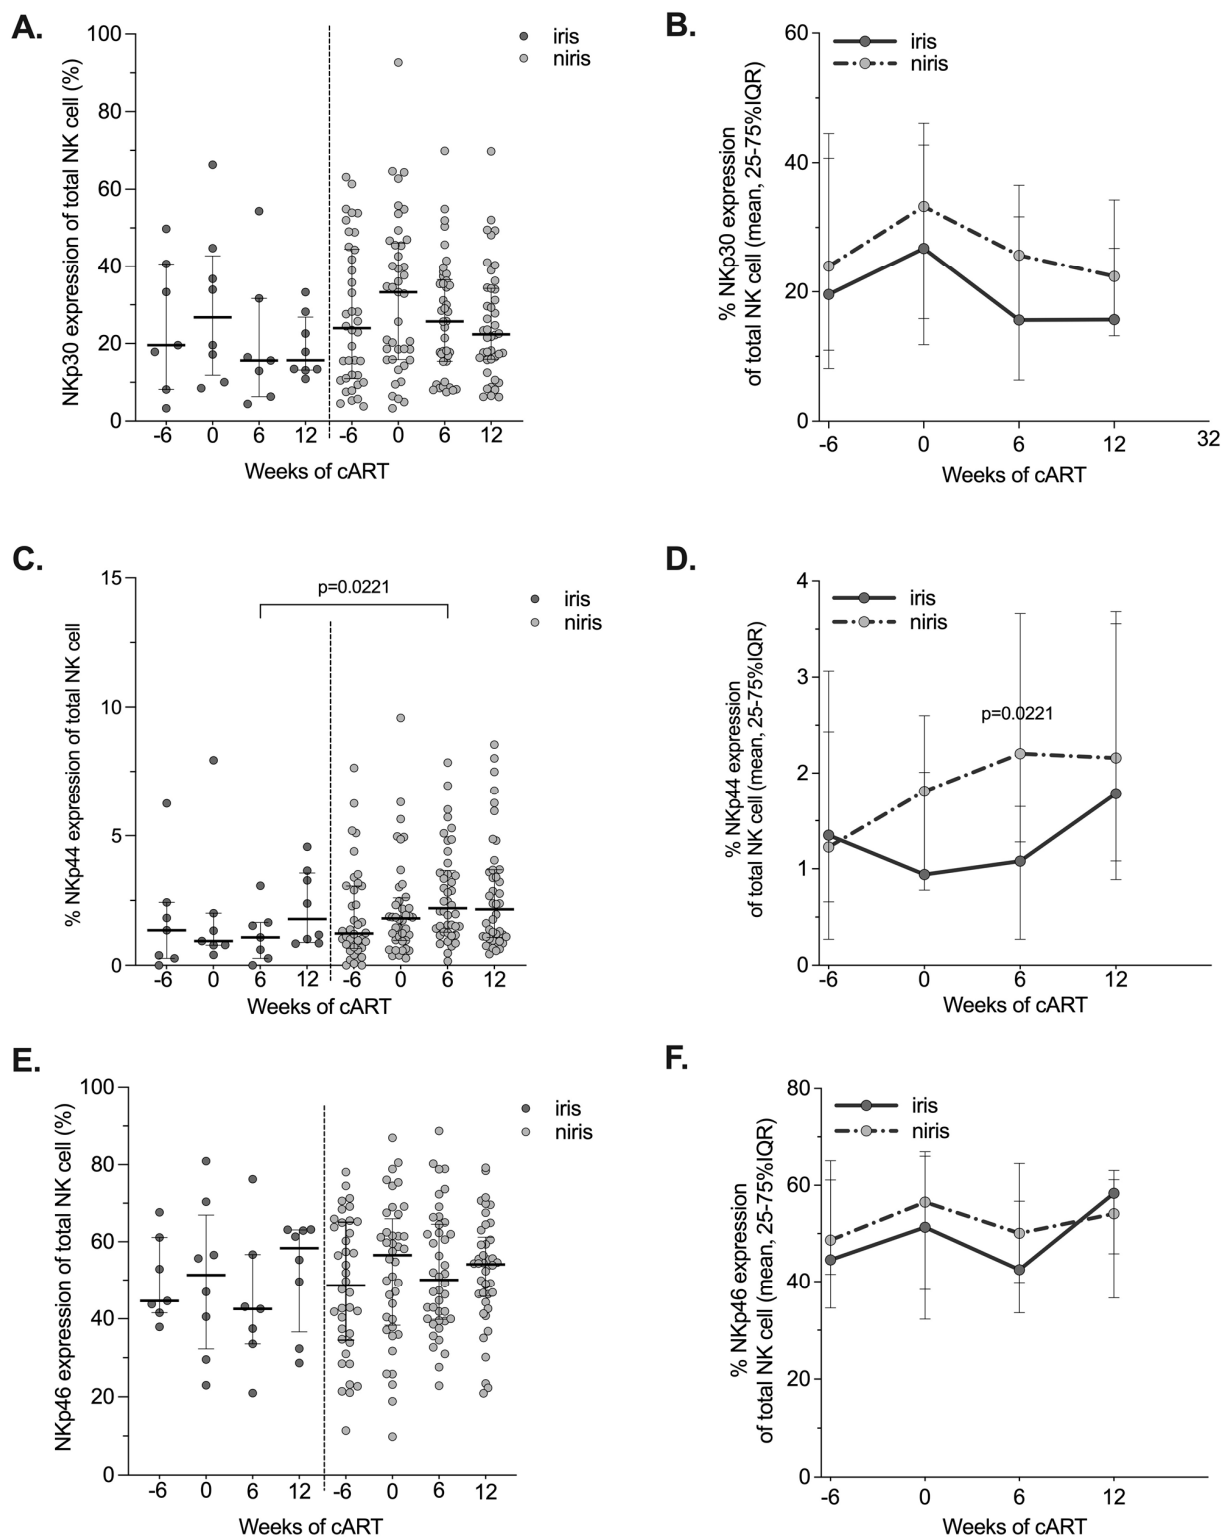 A.
NKp30 expression of total NK cell (%)
100
80
60
40
20
0
-6 0 6 12 -6 0 6 12
Weeks of cART
iris
niris
B.
% NKp30 expression
of total NK cell (mean, 25-75%IQR)
60
40
20
0
-6 0 6 12 32
Weeks of cART
iris
niris
C.
% NKp44 expression of total NK cell
15
10
5
0
p=0.0221
-6 0 6 12 -6 0 6 12
Weeks of cART
iris
niris
D.
% NKp44 expression
of total NK cell (mean, 25-75%IQR)
4
3
2
1
0
p=0.0221
-6 0 6 12
Weeks of cART
iris
niris
E.
NKp46 expression of total NK cell (%)
100
80
60
40
20
0
-6 0 6 12 -6 0 6 12
Weeks of cART
iris
niris
F.
% NKp46 expression
of total NK cell (mean, 25-75%IQR)
80
60
40
20
0
-6 0 6 12
Weeks of cART
iris
niris